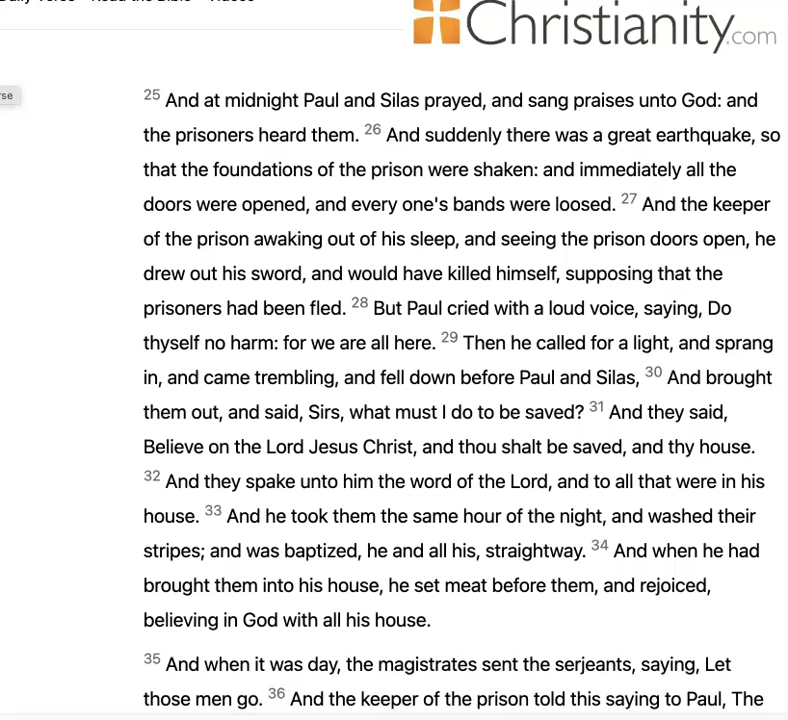 Christianity.com
rse
25 And at midnight Paul and Silas prayed, and sang praises unto God: and
the prisoners heard them. 26 And suddenly there was a great earthquake, so
that the foundations of the prison were shaken: and immediately all the
doors were opened, and every one's bands were loosed. 27 And the keeper
of the prison awaking out of his sleep, and seeing the prison doors open, he
drew out his sword, and would have killed himself, supposing that the
prisoners had been fled. 28 But Paul cried with a loud voice, saying, Do
thyself no harm: for we are all here. 29 Then he called for a light, and sprang
in, and came trembling, and fell down before Paul and Silas, 30 And brought
them out, and said, Sirs, what must I do to be saved? 31 And they said,
Believe on the Lord Jesus Christ, and thou shalt be saved, and thy house.
32 And they spake unto him the word of the Lord, and to all that were in his
house. 33 And he took them the same hour of the night, and washed their
stripes; and was baptized, he and all his, straightway. 34 And when he had
brought them into his house, he set meat before them, and rejoiced,
believing in God with all his house.
35 And when it was day, the magistrates sent the serjeants, saying, Let
those men go. 36 And the keeper of the prison told this saying to Paul, The